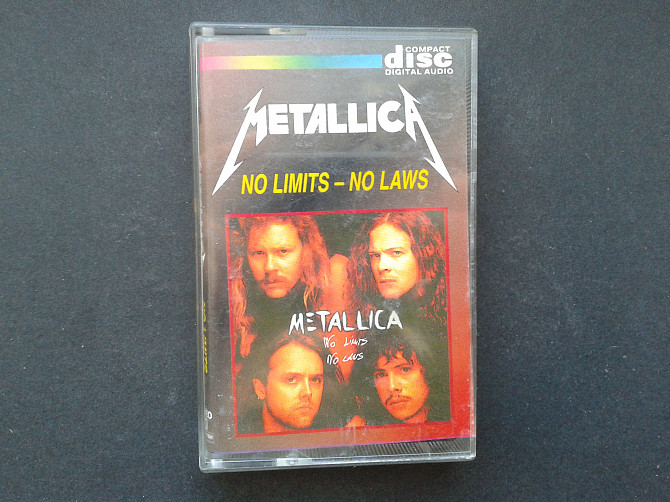 COMPACT
disc
DIGITAL AUDIO
METALLICA
NO LIMITS – NO LAWS
METALLICA
NO LIMITS
NO LAWS